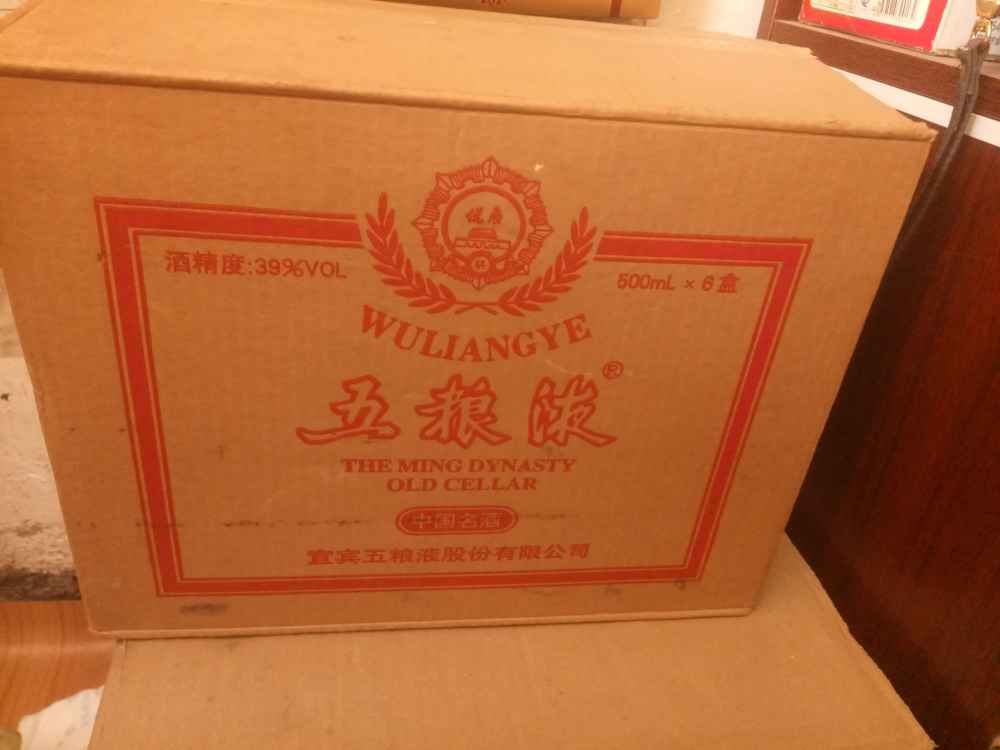 酒精度:39%VOL
500mL × 6盒
WULIANGYE
五粮液®
THE MING DYNASTY
OLD CELLAR
中国名酒
宜宾五粮液股份有限公司